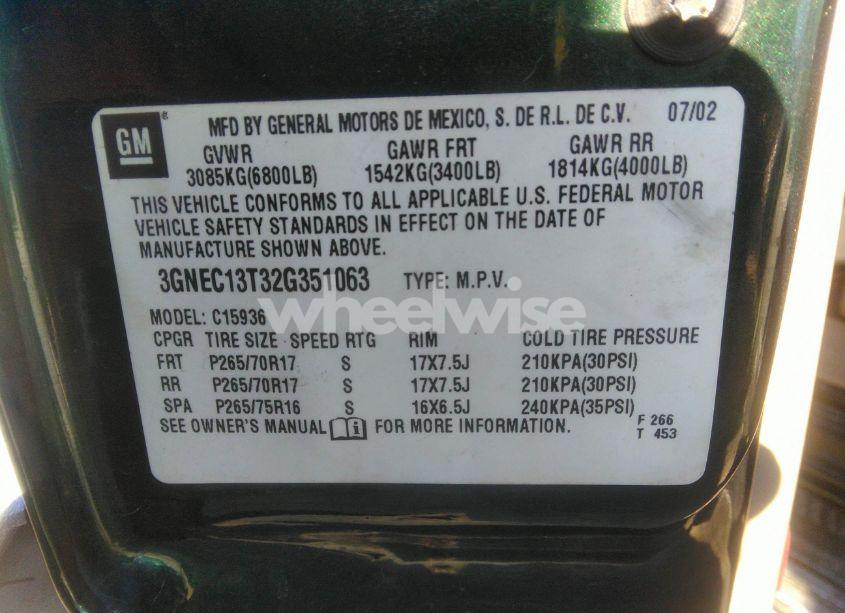 GM ® MFD BY GENERAL MOTORS DE MEXICO, S. DE R.L. DE C.V. 07/02
GVWR GAWR FRT GAWR RR
3085KG(6800LB) 1542KG(3400LB) 1814KG(4000LB)
THIS VEHICLE CONFORMS TO ALL APPLICABLE U.S. FEDERAL MOTOR
VEHICLE SAFETY STANDARDS IN EFFECT ON THE DATE OF
MANUFACTURE SHOWN ABOVE.
3GNEC13T32G351063 TYPE: M.P.V.
wheelwise
MODEL: C15936
CPGR TIRE SIZE SPEED RTG RIM COLD TIRE PRESSURE
FRT P265/70R17 S 17X7.5J 210KPA(30PSI)
RR P265/70R17 S 17X7.5J 210KPA(30PSI)
SPA P265/75R16 S 16X6.5J 240KPA(35PSI)
SEE OWNER'S MANUAL i FOR MORE INFORMATION.
F 266
T 453